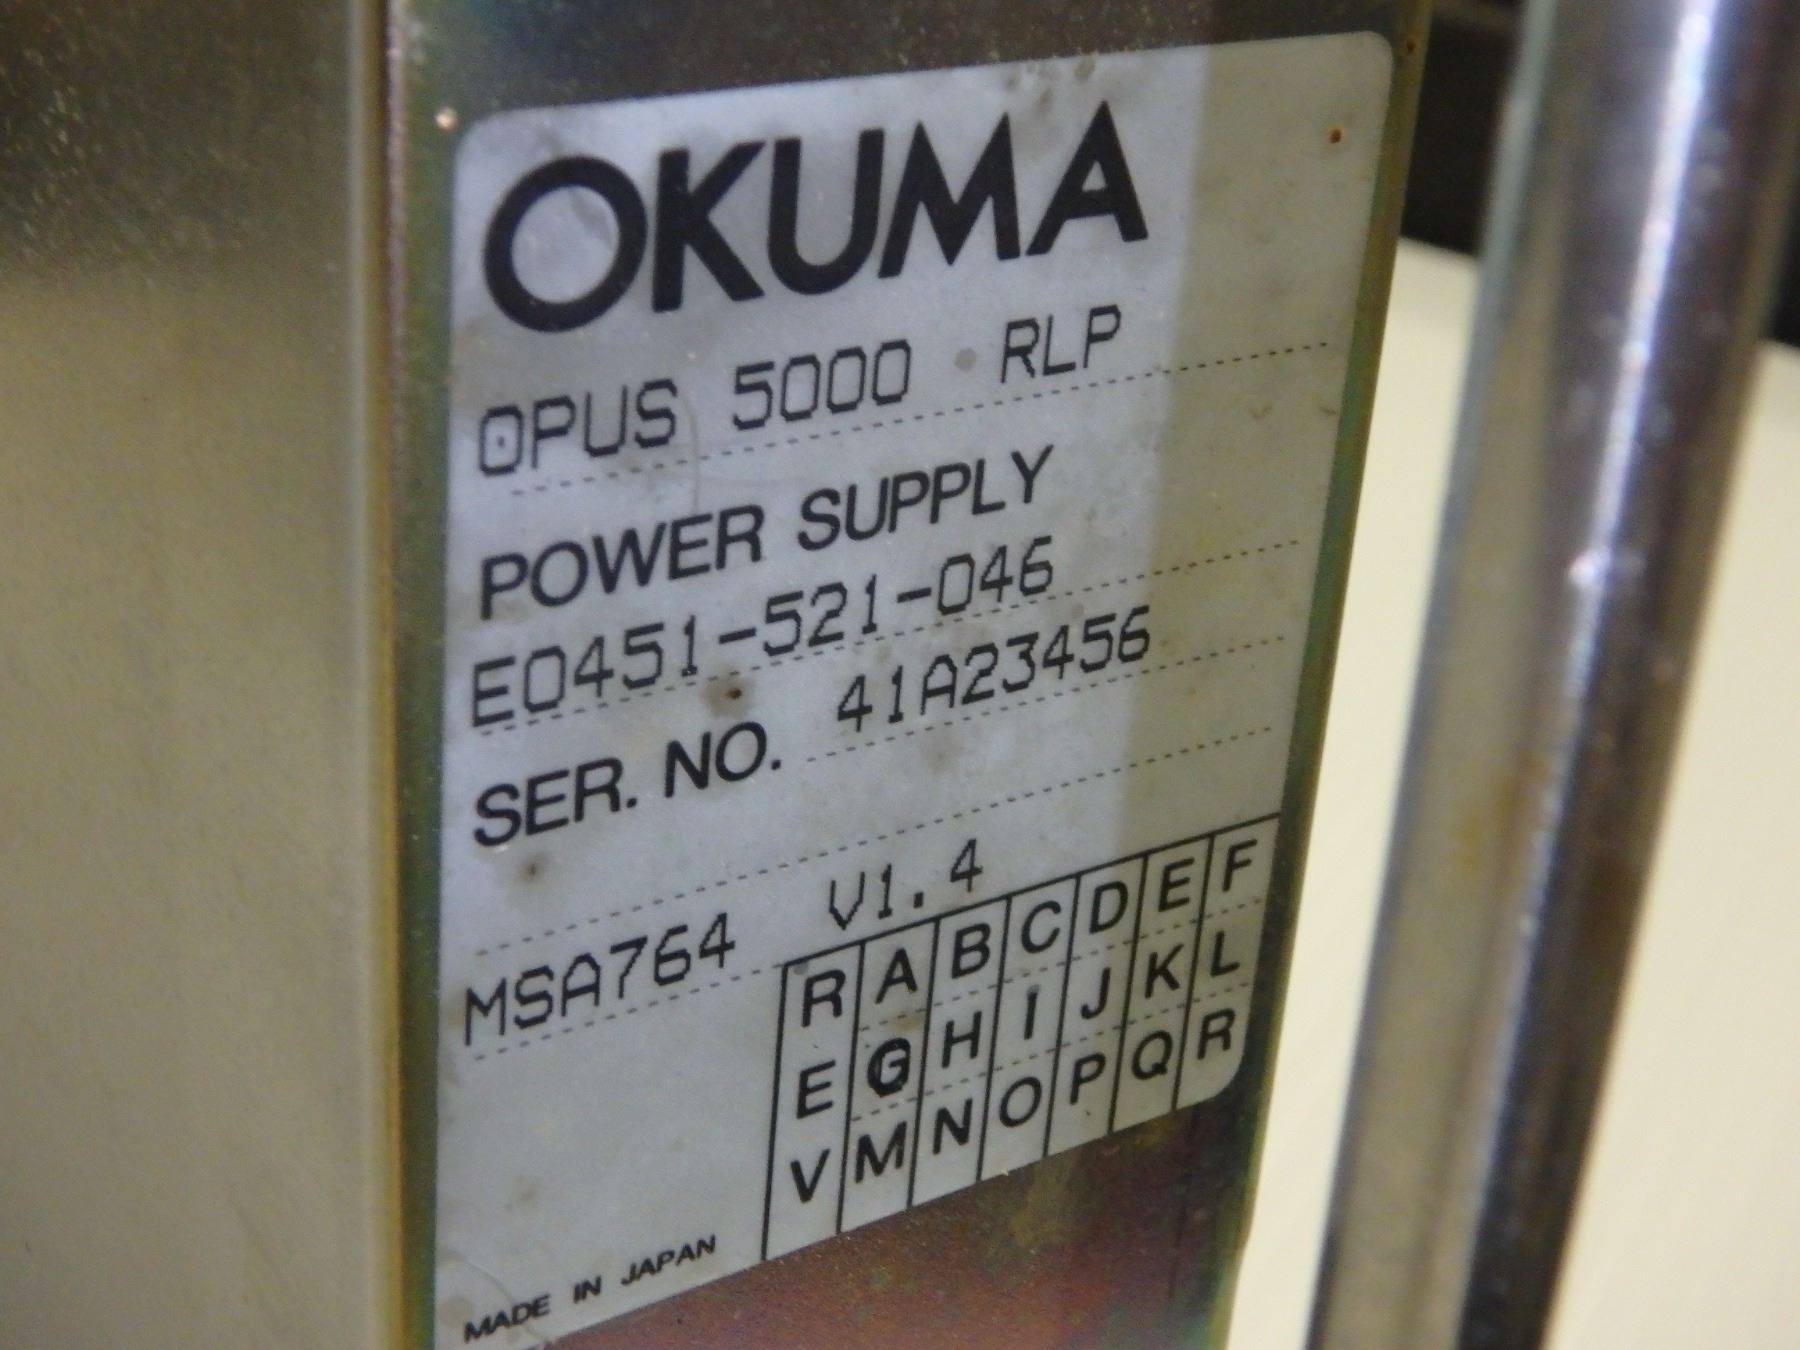 OKUMA
OPUS 5000 RLP
POWER SUPPLY
E0451-521-046
SER. NO. 41A23456
MSA764 V1.4
R A B C D E F
E G H I J K L
V M N O P Q R
MADE IN JAPAN